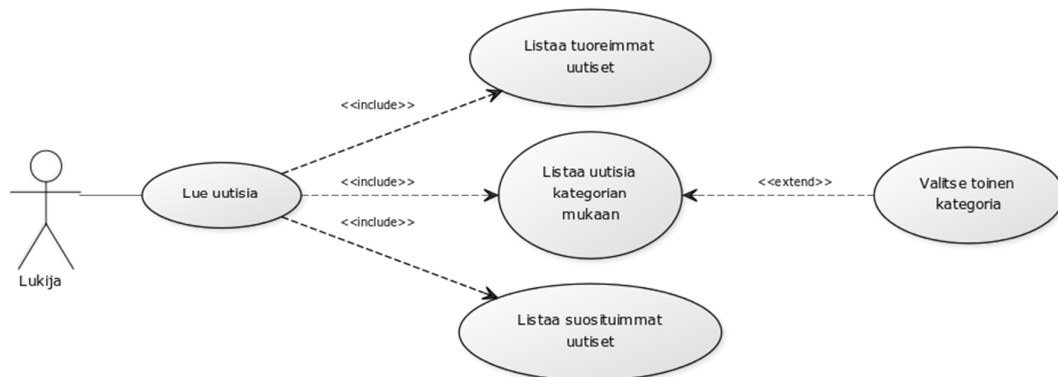 Listaa tuoreimmat
uutiset
<<include>>
Lue uutisia
<<include>>
Listaa uutisia
kategorian
mukaan
<<extend>>
Valitse toinen
kategoria
<<include>>
Lukija
Listaa suosituimmat
uutiset